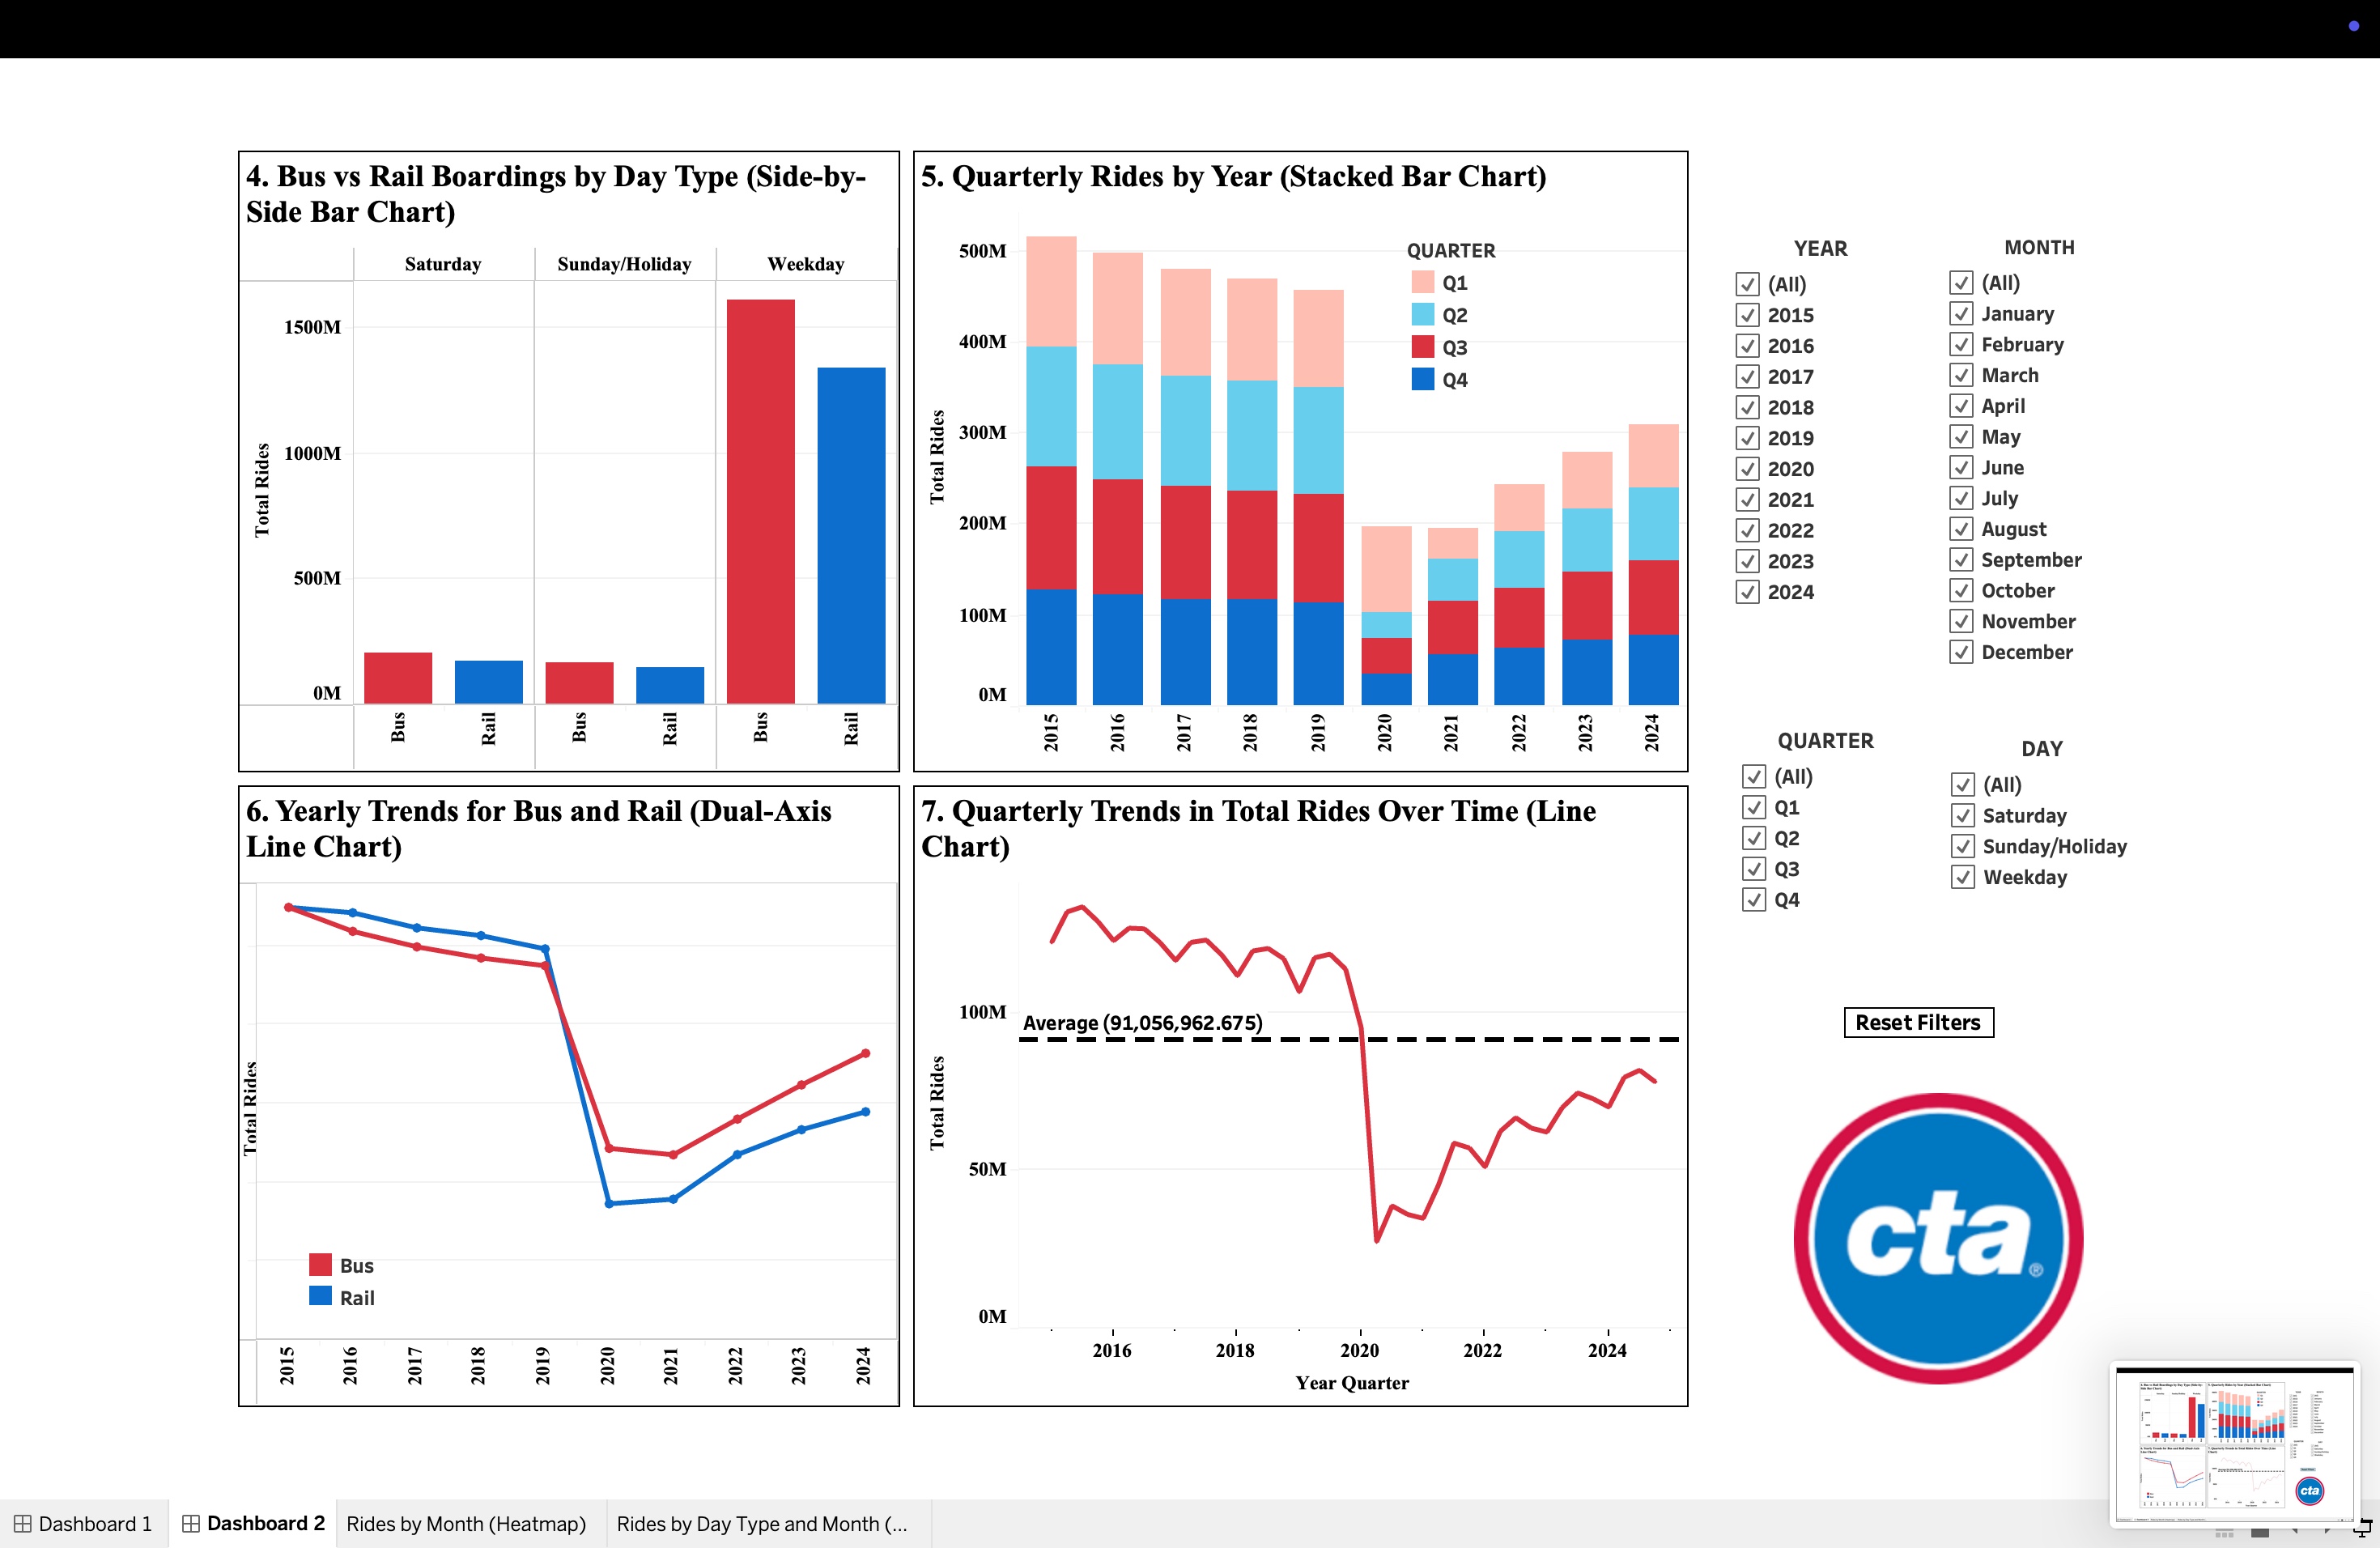 4. Bus vs Rail Boardings by Day Type (Side-by-
Side Bar Chart)
Saturday
Sunday/Holiday
Weekday
Total Rides
1500M
1000M
500M
0M
Bus
Rail
Bus
Rail
Bus
Rail
5. Quarterly Rides by Year (Stacked Bar Chart)
QUARTER
Q1
Q2
Q3
Q4
Total Rides
500M
400M
300M
200M
100M
0M
2015
2016
2017
2018
2019
2020
2021
2022
2023
2024
6. Yearly Trends for Bus and Rail (Dual-Axis
Line Chart)
Total Rides
Bus
Rail
2015
2016
2017
2018
2019
2020
2021
2022
2023
2024
7. Quarterly Trends in Total Rides Over Time (Line
Chart)
Total Rides
100M
50M
0M
Average (91,056,962.675)
2016
2018
2020
2022
2024
Year Quarter
YEAR
(All)
2015
2016
2017
2018
2019
2020
2021
2022
2023
2024
MONTH
(All)
January
February
March
April
May
June
July
August
September
October
November
December
QUARTER
(All)
Q1
Q2
Q3
Q4
DAY
(All)
Saturday
Sunday/Holiday
Weekday
Reset Filters
cta®
cta
Dashboard 1
Dashboard 2
Rides by Month (Heatmap)
Rides by Day Type and Month (...